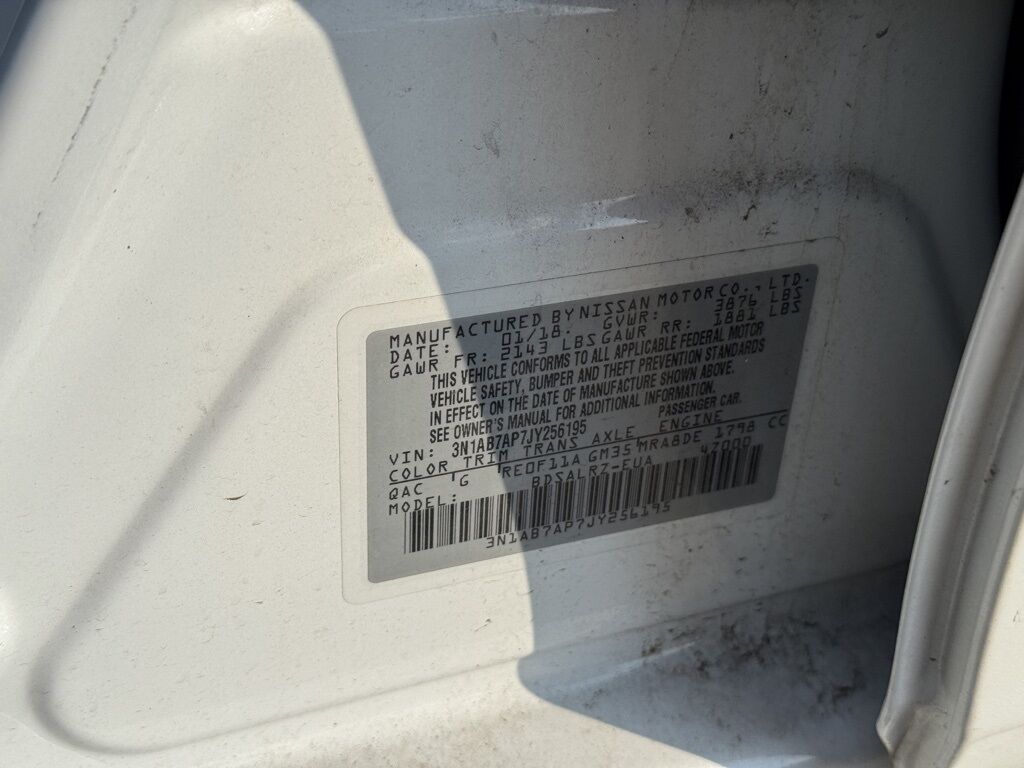 MANUFACTURED BY NISSAN MOTOR CO., LTD.
DATE: 01/18. GVWR: 3876 LBS
GAWR FR: 2143 LBS GAWR RR: 1881 LBS
THIS VEHICLE CONFORMS TO ALL APPLICABLE FEDERAL MOTOR
VEHICLE SAFETY, BUMPER AND THEFT PREVENTION STANDARDS
IN EFFECT ON THE DATE OF MANUFACTURE SHOWN ABOVE.
SEE OWNER'S MANUAL FOR ADDITIONAL INFORMATION.
VIN: 3N1AB7AP7JY256195 PASSENGER CAR.
COLOR TRIM TRANS AXLE ENGINE
QAC G RE0F11A GM35 MRA8DE 1798 CC
MODEL: BDSALRZ-EUA 47000
3N1AB7AP7JY256195